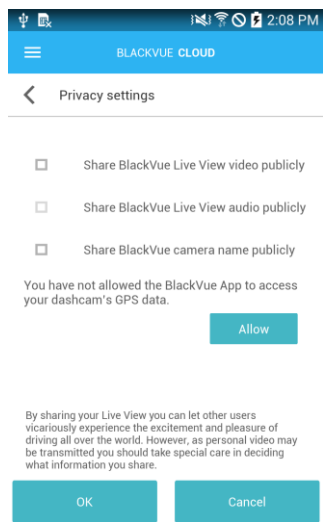 2:08 PM
BLACKVUE CLOUD
Privacy settings
Share BlackVue Live View video publicly
Share BlackVue Live View audio publicly
Share BlackVue camera name publicly
You have not allowed the BlackVue App to access
your dashcam's GPS data.
Allow
By sharing your Live View you can let other users
vicariously experience the excitement and pleasure of
driving all over the world. However, as personal video may
be transmitted you should take special care in deciding
what information you share.
OK
Cancel